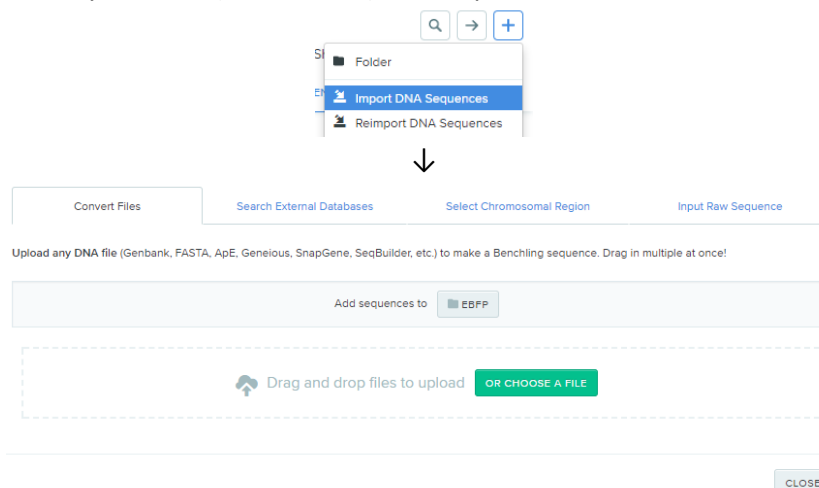 Folder
Import DNA Sequences
Reimport DNA Sequences
Convert Files Search External Databases Select Chromosomal Region Input Raw Sequence
Upload any DNA file (Genbank, FASTA, ApE, Geneious, SnapGene, SeqBuilder, etc.) to make a Benchling sequence. Drag in multiple at once!
Add sequences to EBFP
Drag and drop files to upload OR CHOOSE A FILE
CLOSE